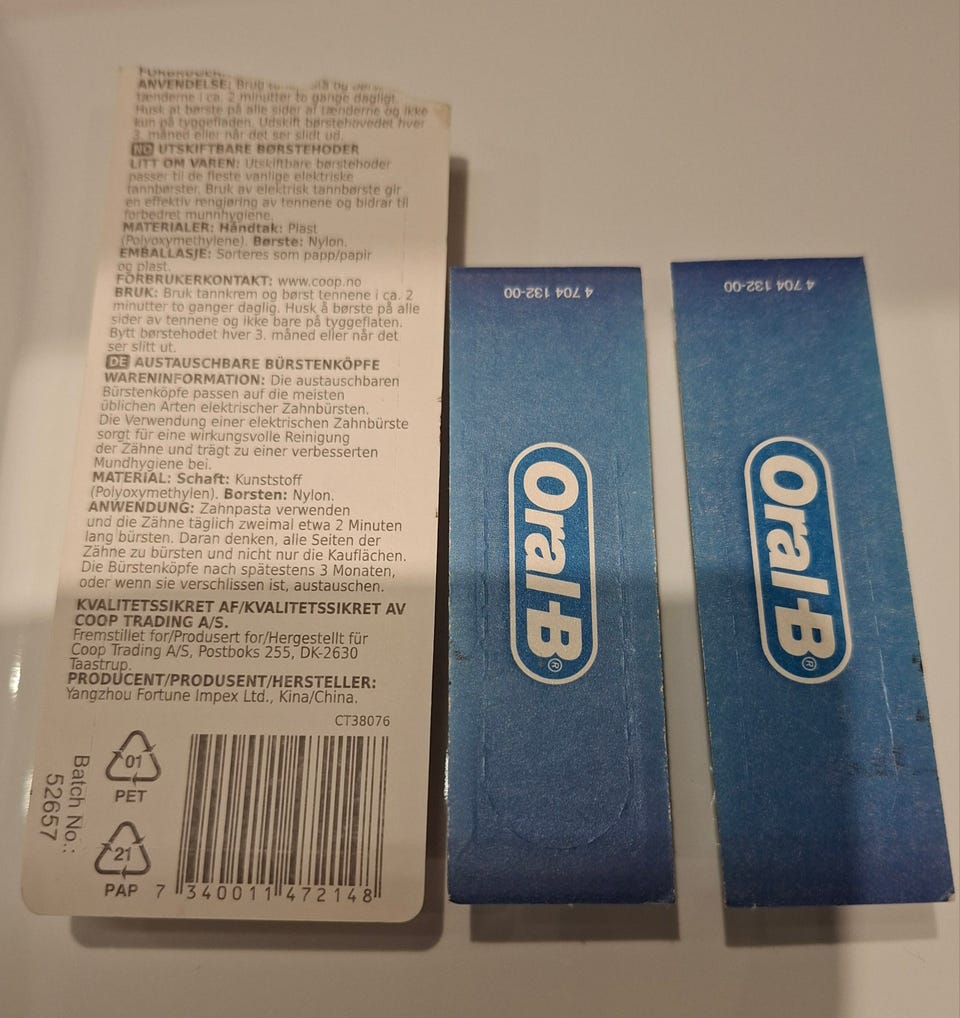 FORBRUGER
ANVENDELSE: Brug og
tænderne i ca. 2 minutter to gange dagligt.
Husk at børste på alle sider af tænderne og ikke
kun på tyggefladen. Udskift børstehovedet hver
3. måned eller når det ser slidt ud.
NO UTSKIFTBARE BØRSTEHODER
LITT OM VAREN: Utskiftbare børstehoder
passer til de fleste vanlige elektriske
tannbørster. Bruk av elektrisk tannbørste gir
en effektiv rengjøring av tennene og bidrar til
forbedret munnhygiene.
MATERIALER: Håndtak: Plast
(Polyoxymethylene). Børste: Nylon.
EMBALLASJE: Sorteres som papp/papir
og plast.
FORBRUKERKONTAKT: www.coop.no
BRUK: Bruk tannkrem og børst tennene i ca. 2
minutter to ganger daglig. Husk å børste på alle
sider av tennene og ikke bare på tyggeflaten.
Bytt børstehodet hver 3. måned eller når det
ser slitt ut.
DE AUSTAUSCHBARE BÜRSTENKÖPFE
WARENINFORMATION: Die austauschbaren
Bürstenköpfe passen auf die meisten
üblichen Arten elektrischer Zahnbürsten.
Die Verwendung einer elektrischen Zahnbürste
sorgt für eine wirkungsvolle Reinigung
der Zähne und trägt zu einer verbesserten
Mundhygiene bei.
MATERIAL: Schaft: Kunststoff
(Polyoxymethylen). Borsten: Nylon.
ANWENDUNG: Zahnpasta verwenden
und die Zähne täglich zweimal etwa 2 Minuten
lang bürsten. Daran denken, alle Seiten der
Zähne zu bürsten und nicht nur die Kauflächen.
Die Bürstenköpfe nach spätestens 3 Monaten,
oder wenn sie verschlissen ist, austauschen.
KVALITETSSIKRET AF/KVALITETSSIKRET AV
COOP TRADING A/S.
Fremstillet for/Produsert for/Hergestellt für
Coop Trading A/S, Postboks 255, DK-2630
Taastrup.
PRODUCENT/PRODUSENT/HERSTELLER:
Yangzhou Fortune Impex Ltd., Kina/China.
CT38076
01
PET
21
PAP
Batch No.:
52657
7 340011 472148
4 704 132-00
Oral-B®
4 704 132-00
Oral-B®